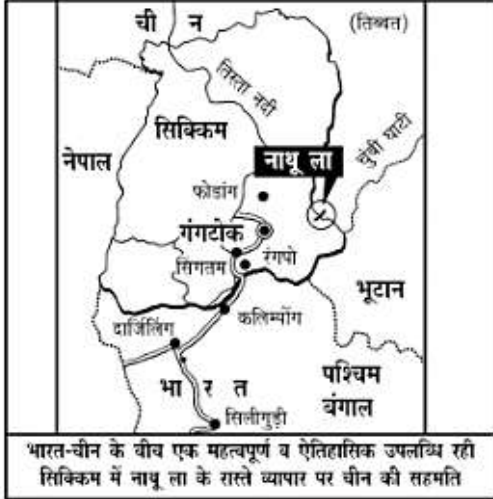 ची न
(तिब्बत)
तिस्ता नदी
सिक्किम
चुंबी घाटी
नेपाल
नाथू ला
फोडांग
गंगटोक
सिंगतम
रंगपो
भूटान
कलिम्पोंग
दार्जिलिंग
पश्चिम
बंगाल
भा र त
सिलीगुड़ी
भारत-चीन के बीच एक महत्वपूर्ण व ऐतिहासिक उपलब्धि रही
सिक्किम में नाथू ला के रास्ते व्यापार पर चीन की सहमति